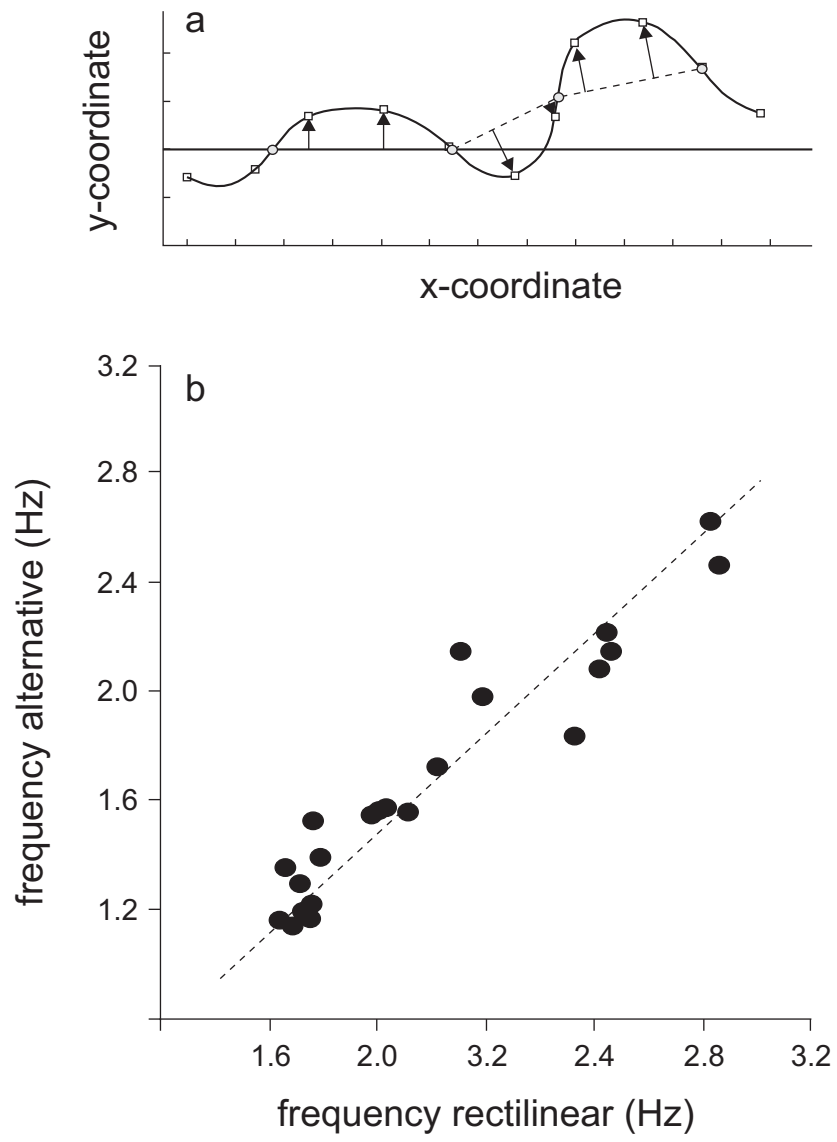 a
y-coordinate
x-coordinate
b
3.2
2.8
2.4
2.0
1.6
1.2
frequency alternative (Hz)
1.6 2.0 3.2 2.4 2.8 3.2
frequency rectilinear (Hz)